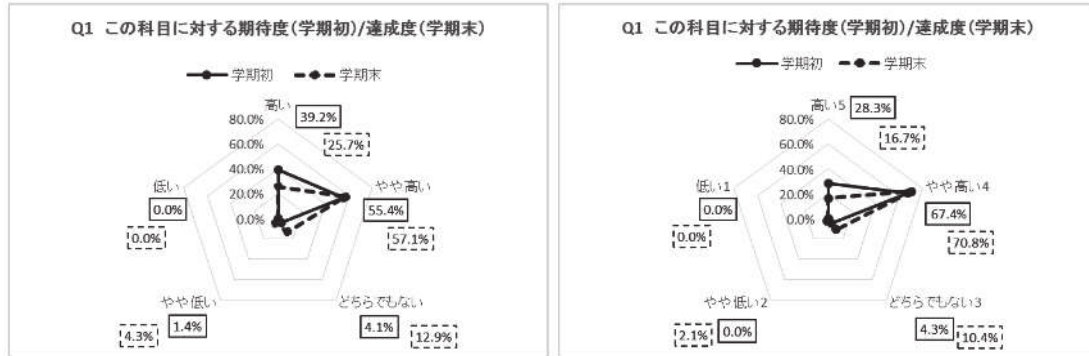 Q1 この科目に対する期待度(学期初)/達成度(学期末)
学期初 学期末
高い
39.2%
25.7%
80.0%
60.0%
40.0%
20.0%
0.0%
低い
0.0%
0.0%
やや高い
55.4%
57.1%
やや低い
1.4%
4.3%
どちらでもない
4.1%
12.9%
Q1 この科目に対する期待度(学期初)/達成度(学期末)
学期初 学期末
高い5
28.3%
16.7%
80.0%
60.0%
40.0%
20.0%
0.0%
低い1
0.0%
0.0%
やや高い4
67.4%
70.8%
やや低い2
0.0%
2.1%
どちらでもない3
4.3%
10.4%